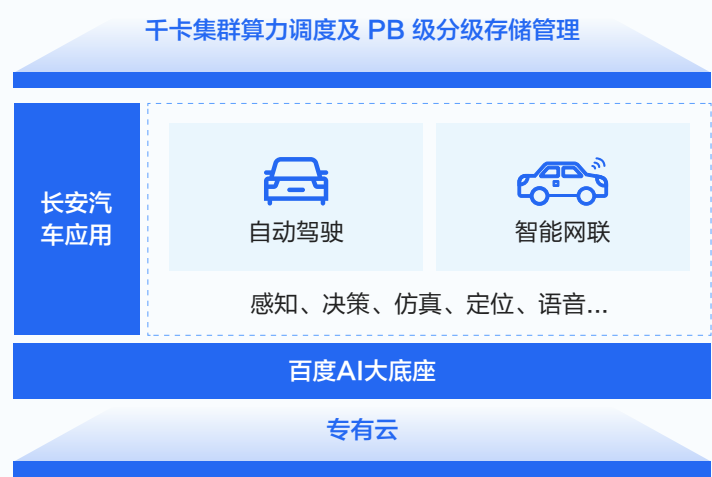 千卡集群算力调度及 PB 级分级存储管理
长安汽
车应用
自动驾驶
智能网联
感知、决策、仿真、定位、语音...
百度AI大底座
专有云